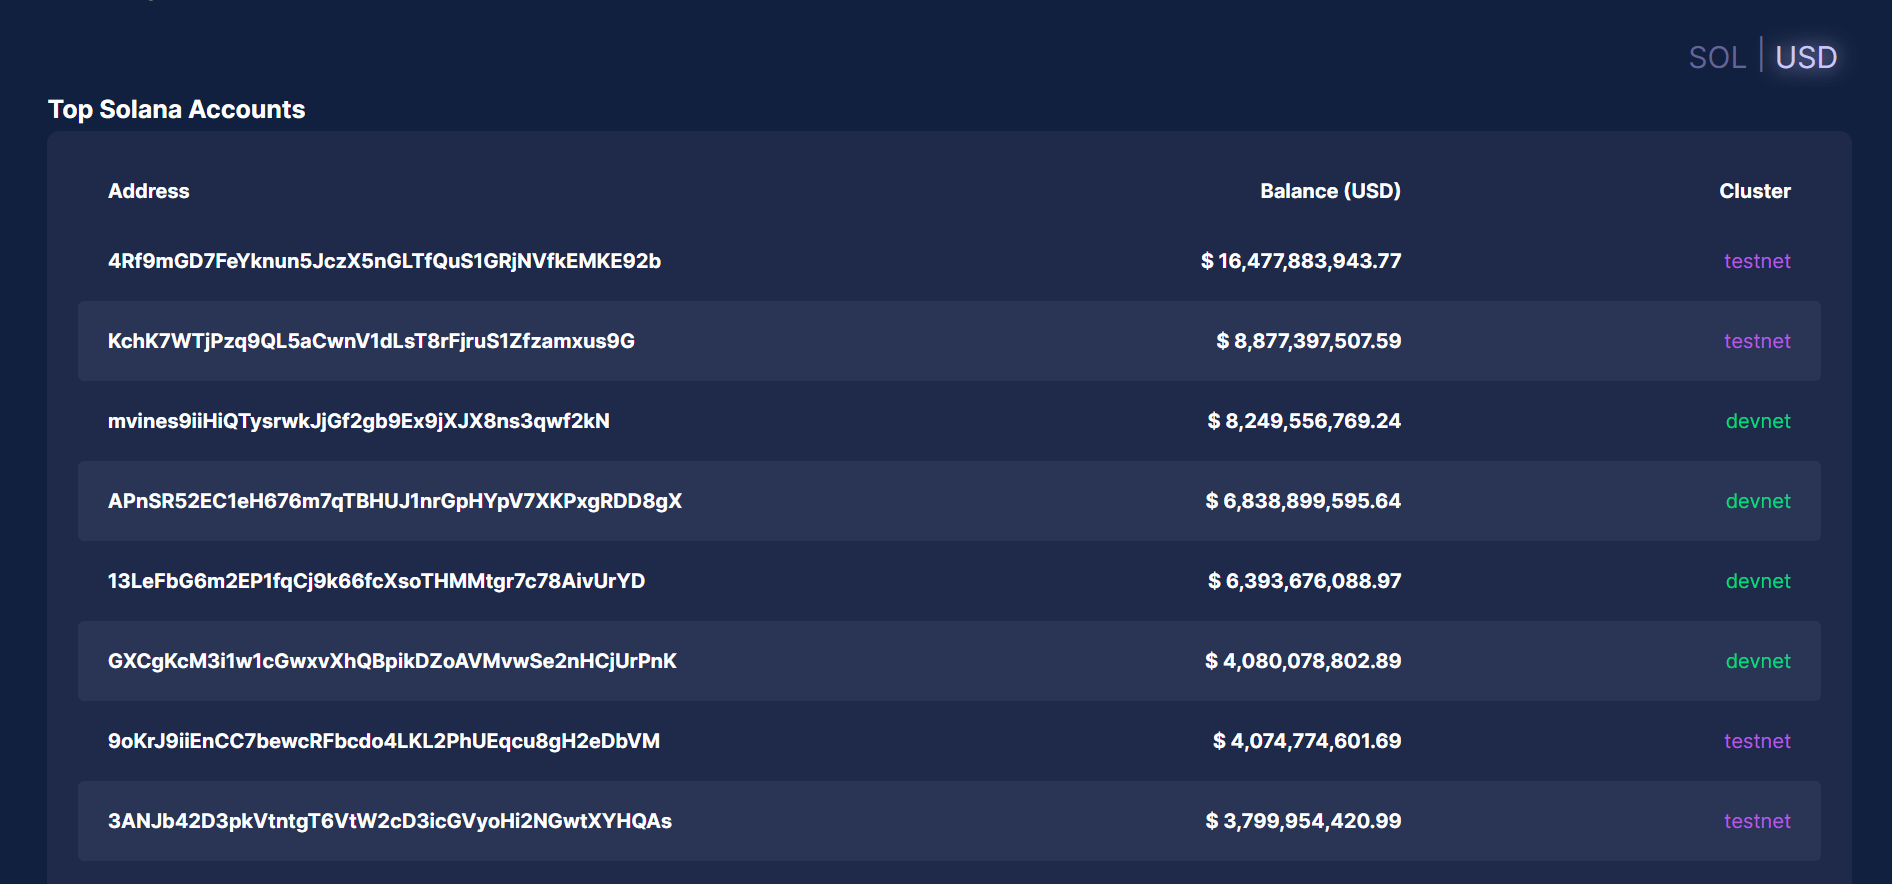 SOL | USD
Top Solana Accounts
Address Balance (USD) Cluster
4Rf9mGD7FeYknun5JczX5nGLTfQuS1GRjNVfkEMKE92b $ 16,477,883,943.77 testnet
KchK7WTjPzq9QL5aCwnV1dLsT8rFjruS1Zfzamxus9G $ 8,877,397,507.59 testnet
mvines9iiHiQTysrwkJjGf2gb9Ex9jXJX8ns3qwf2kN $ 8,249,556,769.24 devnet
APnSR52EC1eH676m7qTBHUJ1nrGpHYpV7XKPxgRDD8gX $ 6,838,899,595.64 devnet
13LeFbG6m2EP1fqCj9k66fcXsoTHMMtgr7c78AivUrYD $ 6,393,676,088.97 devnet
GXCgKcM3i1w1cGwxvXhQBpikDZoAVMvwSe2nHCjUrPnK $ 4,080,078,802.89 devnet
9oKrJ9iiEnCC7bewcRFbcdo4LKL2PhUEqcu8gH2eDbVM $ 4,074,774,601.69 testnet
3ANJb42D3pkVtntgT6VtW2cD3icGVyoHi2NGwtXYHQAs $ 3,799,954,420.99 testnet